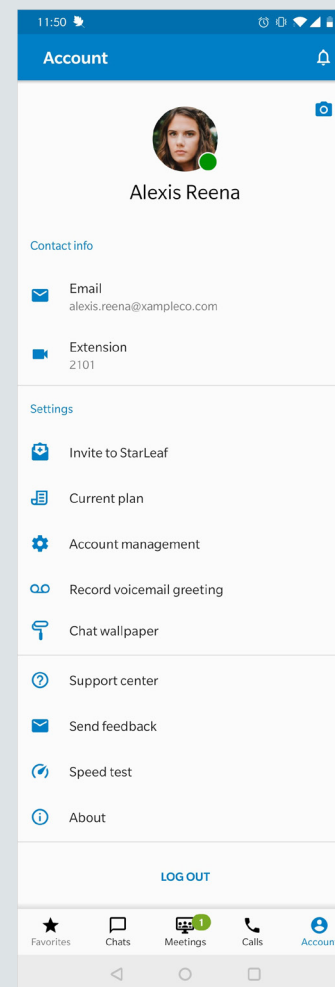 11:50
Account
Alexis Reena
Contact info
Email
alexis.reena@xampleco.com
Extension
2101
Settings
Invite to StarLeaf
Current plan
Account management
Record voicemail greeting
Chat wallpaper
Support center
Send feedback
Speed test
About
LOG OUT
1
Favorites Chats Meetings Calls Accoun